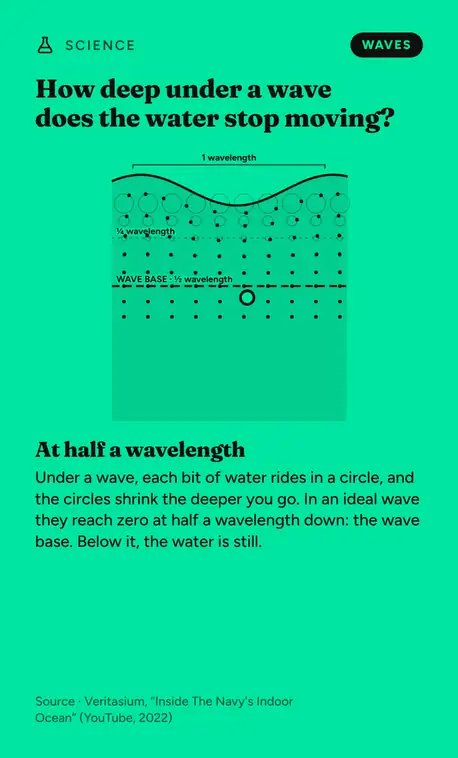 SCIENCE
WAVES
How deep under a wave
does the water stop moving?
1 wavelength
¼ wavelength
WAVE BASE · ½ wavelength
At half a wavelength
Under a wave, each bit of water rides in a circle, and
the circles shrink the deeper you go. In an ideal wave
they reach zero at half a wavelength down: the wave
base. Below it, the water is still.
Source · Veritasium, “Inside The Navy’s Indoor
Ocean” (YouTube, 2022)